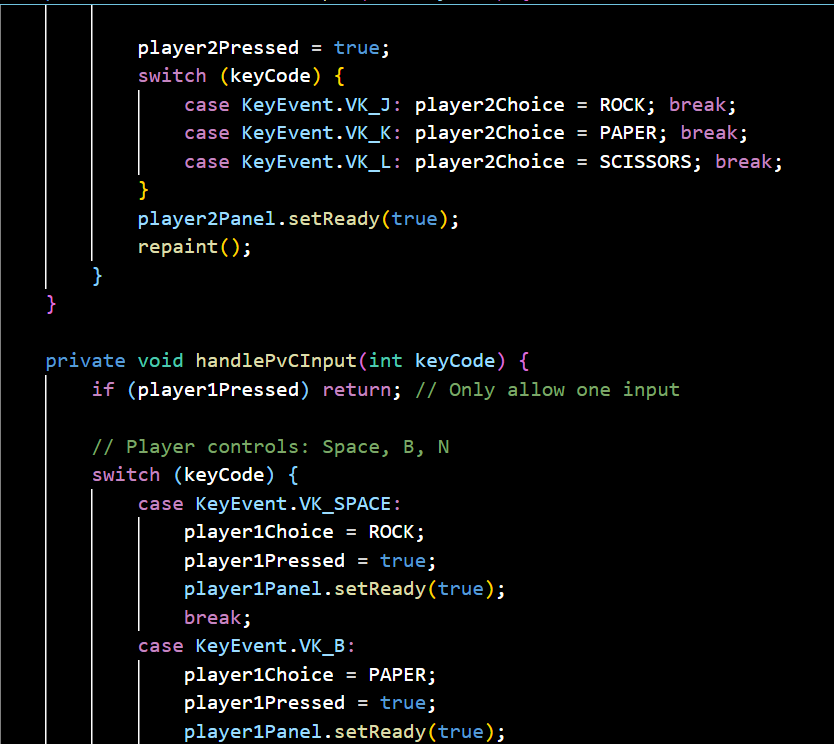 player2Pressed = true;
switch (keyCode) {
case KeyEvent.VK_J: player2Choice = ROCK; break;
case KeyEvent.VK_K: player2Choice = PAPER; break;
case KeyEvent.VK_L: player2Choice = SCISSORS; break;
}
player2Panel.setReady(true);
repaint();
}
}
private void handlePvCInput(int keyCode) {
if (player1Pressed) return; // Only allow one input
// Player controls: Space, B, N
switch (keyCode) {
case KeyEvent.VK_SPACE:
player1Choice = ROCK;
player1Pressed = true;
player1Panel.setReady(true);
break;
case KeyEvent.VK_B:
player1Choice = PAPER;
player1Pressed = true;
player1Panel.setReady(true);